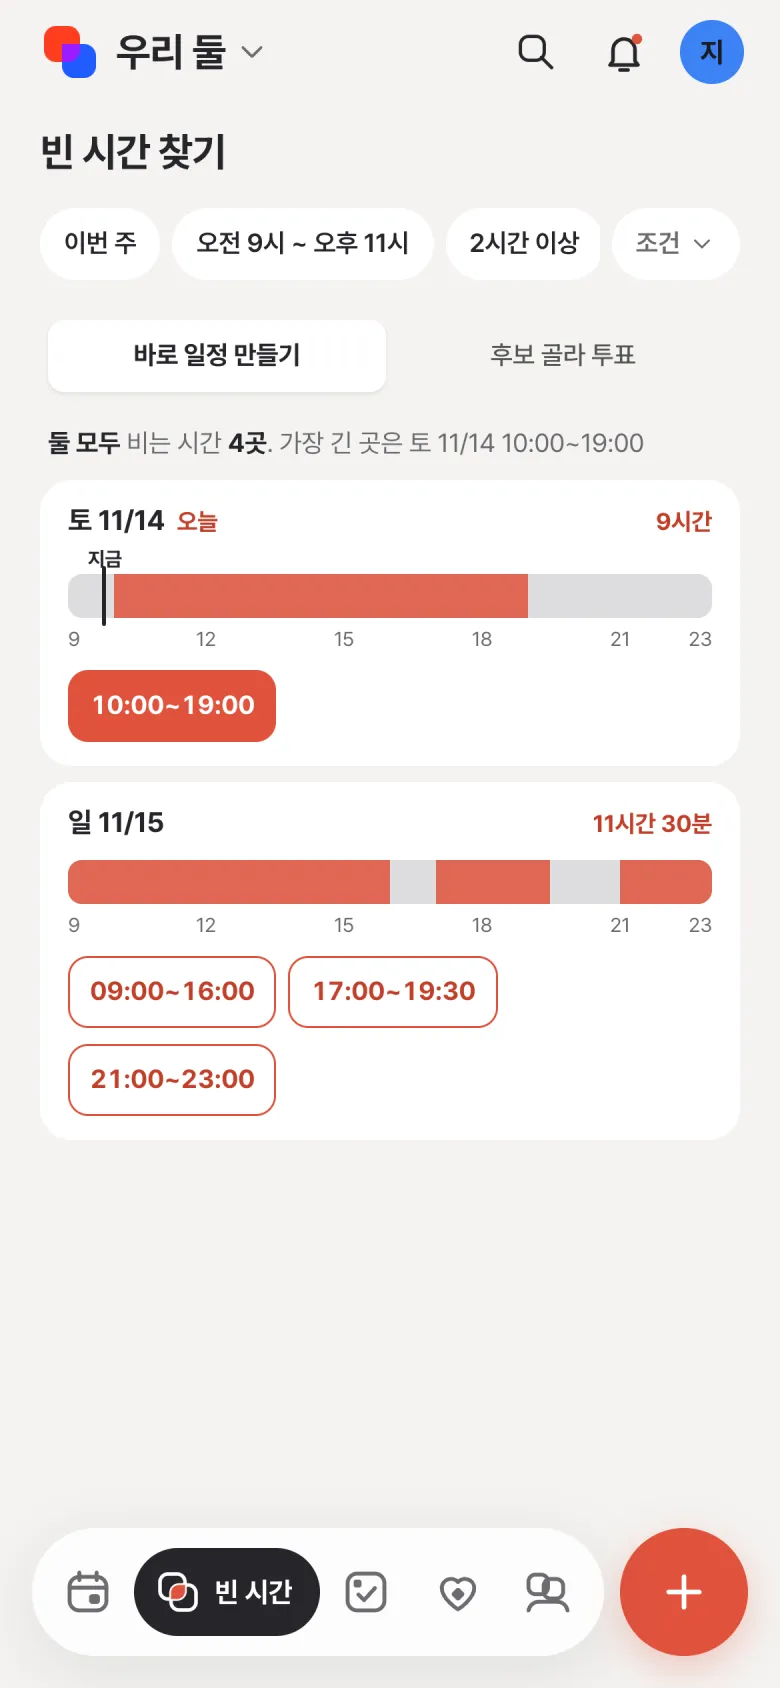 우리 둘
지
빈 시간 찾기
이번 주
오전 9시 ~ 오후 11시
2시간 이상
조건
바로 일정 만들기
후보 골라 투표
둘 모두 비는 시간 4곳. 가장 긴 곳은 토 11/14 10:00~19:00
토 11/14 오늘
9시간
지금
9 12 15 18 21 23
10:00~19:00
일 11/15
11시간 30분
9 12 15 18 21 23
09:00~16:00
17:00~19:30
21:00~23:00
빈 시간